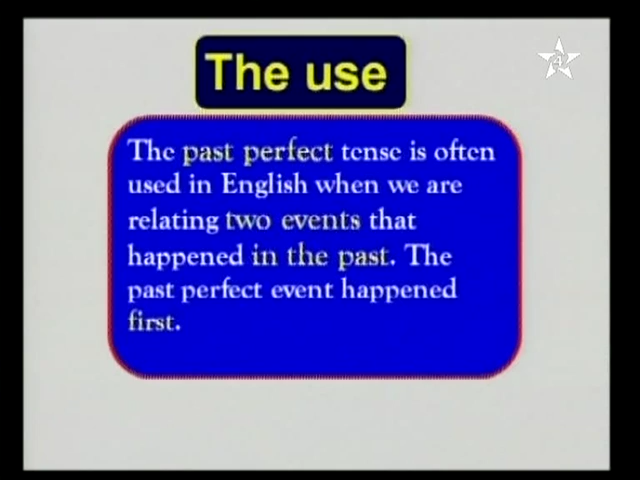 The use
4
The past perfect tense is often
used in English when we are
relating two events that
happened in the past. The
past perfect event happened
first.